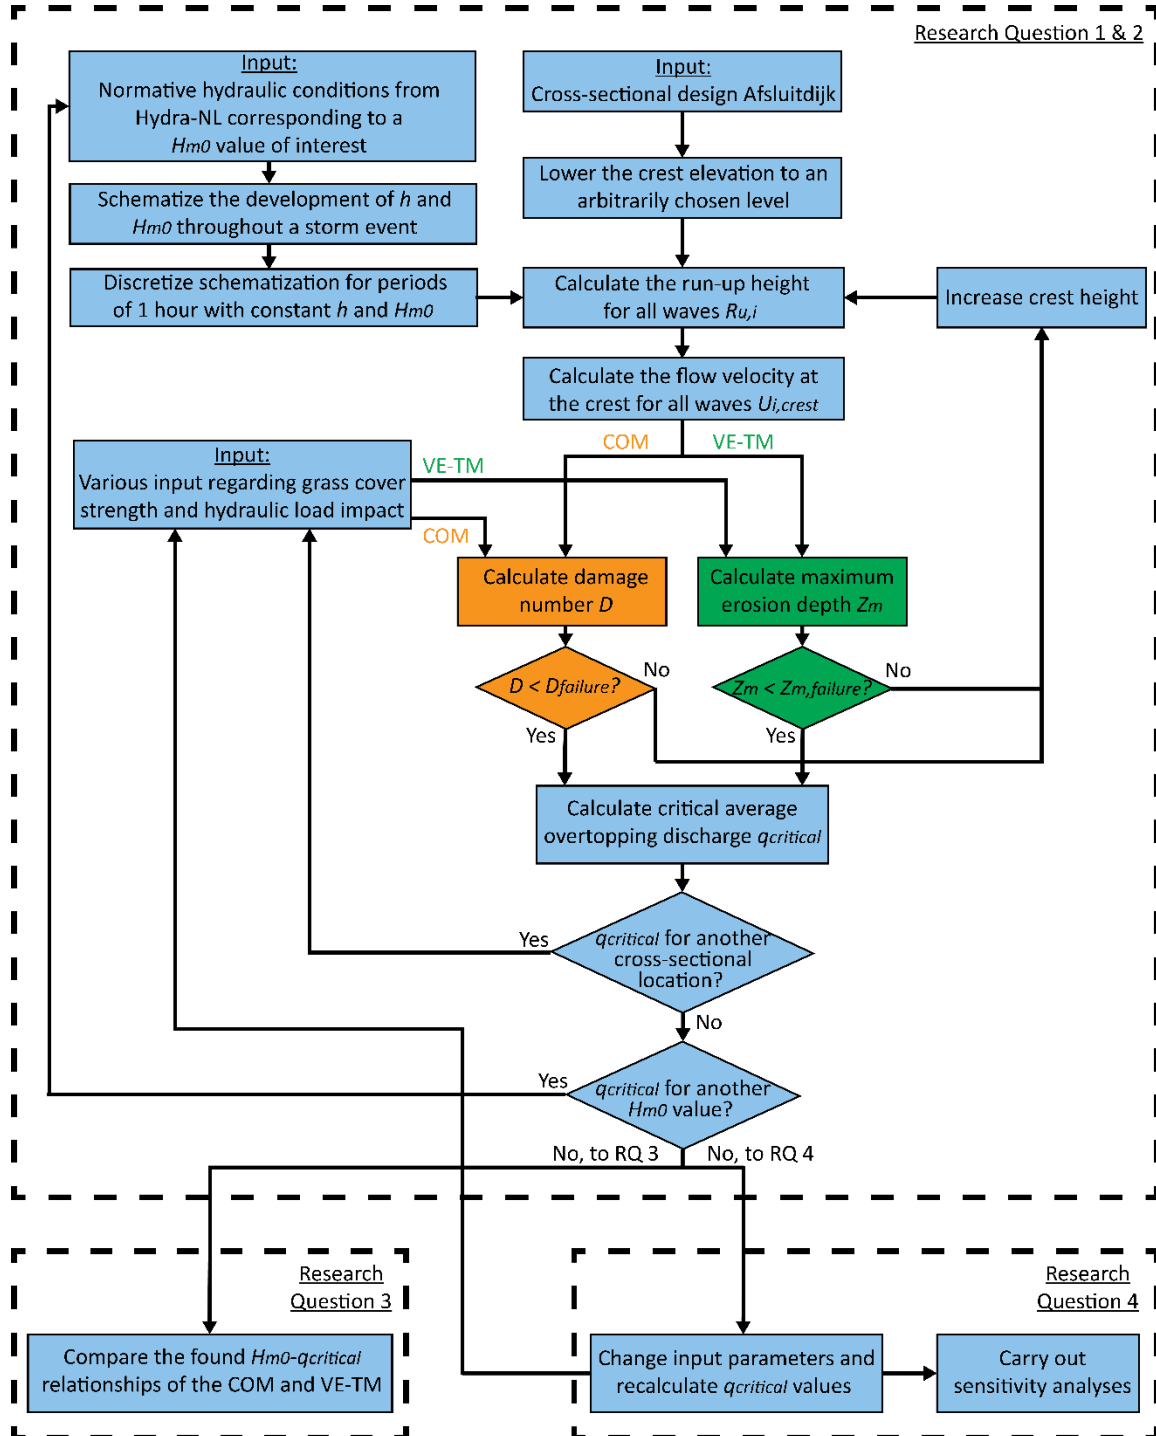 Research Question 1 & 2
Input:
Normative hydraulic conditions from
Hydra-NL corresponding to a
Hm0 value of interest
Input:
Cross-sectional design Afsluitdijk
Schematize the development of h and
Hm0 throughout a storm event
Lower the crest elevation to an
arbitrarily chosen level
Discretize schematization for periods
of 1 hour with constant h and Hm0
Calculate the run-up height
for all waves Ru,i
Increase crest height
Calculate the flow velocity at
the crest for all waves Ui,crest
COM
VE-TM
Input:
Various input regarding grass cover
strength and hydraulic load impact
VE-TM
COM
Calculate damage
number D
Calculate maximum
erosion depth Zm
D < Dfailure?
No
Zm < Zm,failure?
No
Yes
Yes
Calculate critical average
overtopping discharge qcritical
Yes
qcritical for another
cross-sectional
location?
No
Yes
qcritical for another
Hm0 value?
No, to RQ 3
No, to RQ 4
Research
Question 3
Compare the found Hm0-qcritical
relationships of the COM and VE-TM
Research
Question 4
Change input parameters and
recalculate qcritical values
Carry out
sensitivity analyses